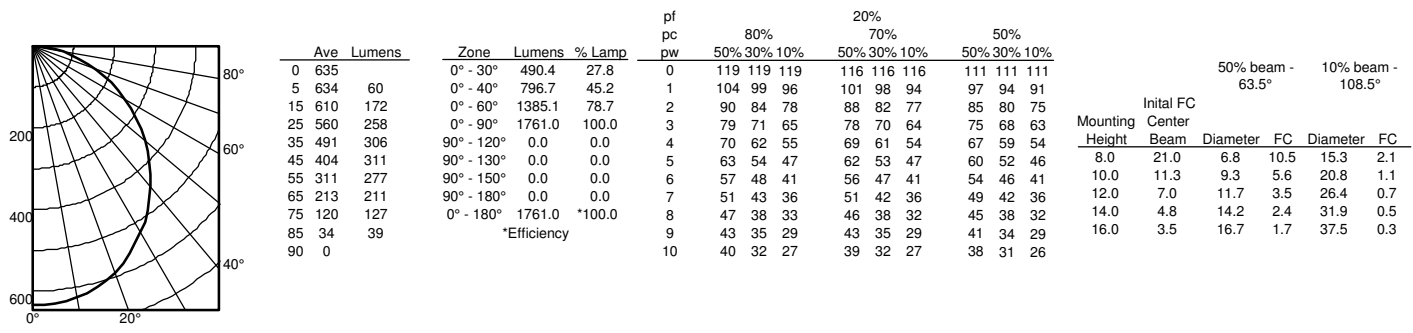 80°
60°
40°
200
400
600
0° 20°
Ave Lumens
0 635
5 634 60
15 610 172
25 560 258
35 491 306
45 404 311
55 311 277
65 213 211
75 120 127
85 34 39
90 0
Zone Lumens % Lamp
0° - 30° 490.4 27.8
0° - 40° 796.7 45.2
0° - 60° 1385.1 78.7
0° - 90° 1761.0 100.0
90° - 120° 0.0 0.0
90° - 130° 0.0 0.0
90° - 150° 0.0 0.0
90° - 180° 0.0 0.0
0° - 180° 1761.0 *100.0
*Efficiency
pf 20%
pc 80% 70% 50%
pw 50% 30% 10% 50% 30% 10% 50% 30% 10%
0 119 119 119 116 116 116 111 111 111
1 104 99 96 101 98 94 97 94 91
2 90 84 78 88 82 77 85 80 75
3 79 71 65 78 70 64 75 68 63
4 70 62 55 69 61 54 67 59 54
5 63 54 47 62 53 47 60 52 46
6 57 48 41 56 47 41 54 46 41
7 51 43 36 51 42 36 49 42 36
8 47 38 33 46 38 32 45 38 32
9 43 35 29 43 35 29 41 34 29
10 40 32 27 39 32 27 38 31 26
50% beam - 10% beam -
63.5° 108.5°
Inital FC
Mounting Center
Height Beam Diameter FC Diameter FC
8.0 21.0 6.8 10.5 15.3 2.1
10.0 11.3 9.3 5.6 20.8 1.1
12.0 7.0 11.7 3.5 26.4 0.7
14.0 4.8 14.2 2.4 31.9 0.5
16.0 3.5 16.7 1.7 37.5 0.3